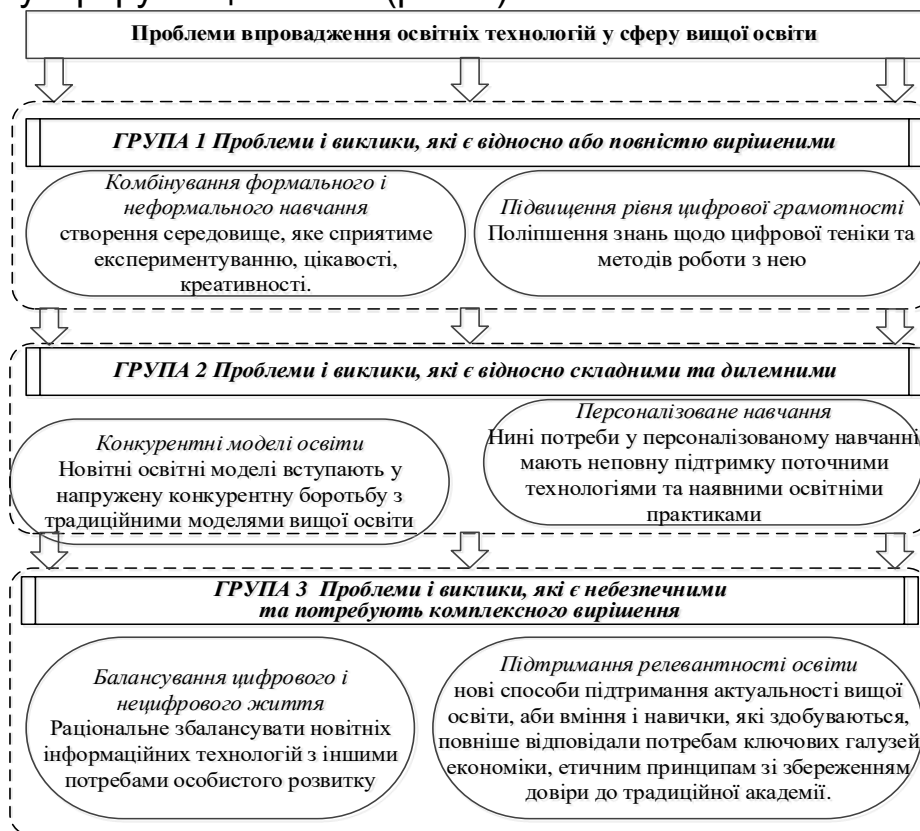 Проблеми впровадження освітніх технологій у сферу вищої освіти
ГРУПА 1 Проблеми і виклики, які є відносно або повністю вирішеними
Комбінування формального і
неформального навчання
створення середовище, яке сприятиме
експериментуванню, цікавості,
креативності.
Підвищення рівня цифрової грамотності
Поліпшення знань щодо цифрової теніки та
методів роботи з нею
ГРУПА 2 Проблеми і виклики, які є відносно складними та дилемними
Конкурентні моделі освіти
Новітні освітні моделі вступають у
напружену конкурентну боротьбу з
традиційними моделями вищої освіти
Персоналізоване навчання
Нині потреби у персоналізованому навчанні
мають неповну підтримку поточними
технологіями та наявними освітніми
практиками
ГРУПА 3 Проблеми і виклики, які є небезпечними
та потребують комплексного вирішення
Балансування цифрового і
нецифрового життя
Раціональне збалансувати новітніх
інформаційних технологій з іншими
потребами особистого розвитку
Підтримання релевантності освіти
нові способи підтримання актуальності вищої
освіти, аби вміння і навички, які здобуваються,
повніше відповідали потребам ключових галузей
економіки, етичним принципам зі збереженням
довіри до традиційної академії.